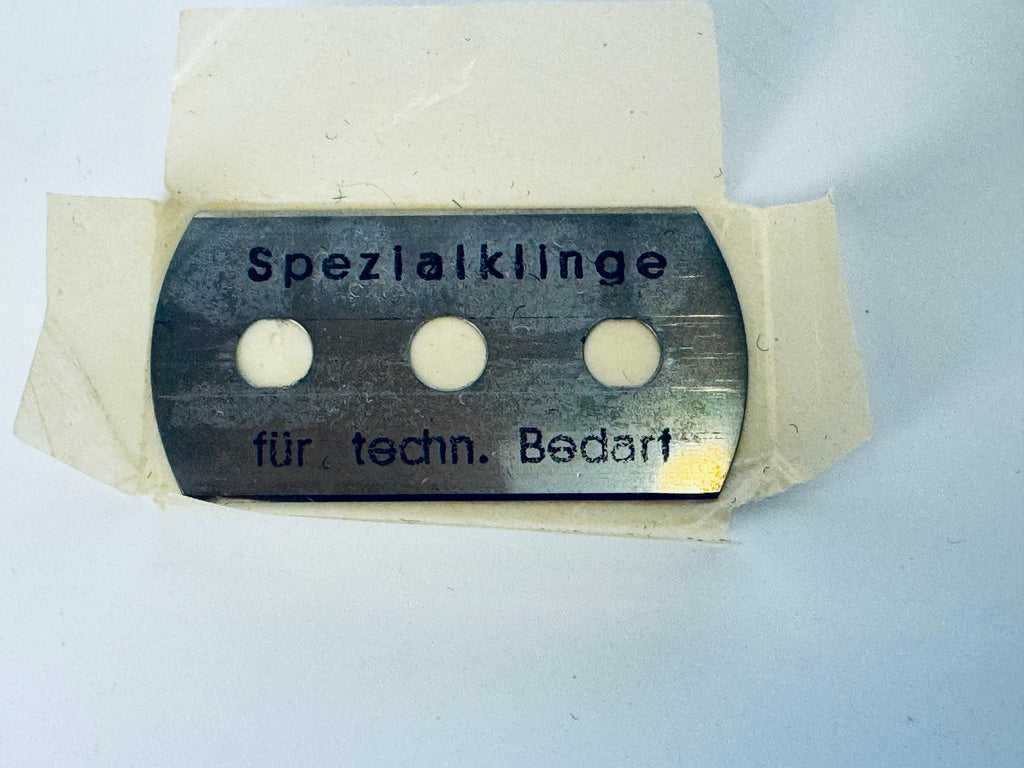 Spezialklinge
für techn. Bedarf